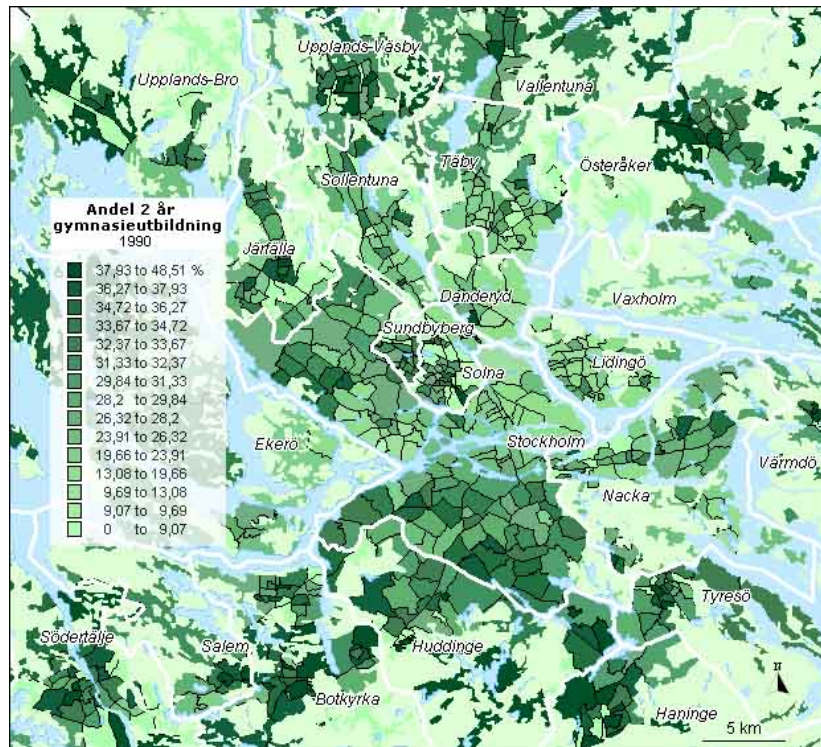 Upplands-Väsby
Upplands-Bro
Vallentuna
Täby
Österåker
Sollentuna
Andel 2 år
gymnasieutbildning
1990
Järfälla
37,93 to 48,51 %
36,27 to 37,93
34,72 to 36,27
33,67 to 34,72
32,37 to 33,67
31,33 to 32,37
29,84 to 31,33
28,2 to 29,84
26,32 to 28,2
23,91 to 26,32
19,66 to 23,91
13,08 to 19,66
9,69 to 13,08
9,07 to 9,69
0 to 9,07
Danderyd
Vaxholm
Sundbyberg
Lidingö
Solna
Ekerö
Stockholm
Värmdö
Nacka
Tyresö
Södertälje
Salem
Huddinge
Botkyrka
Haninge
N
5 km